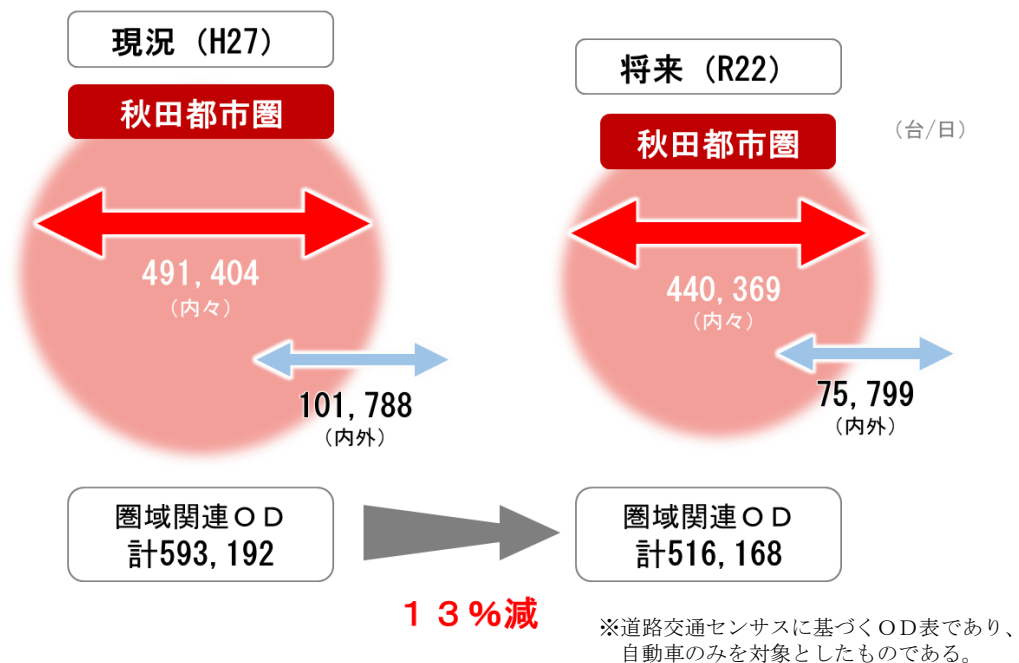 現況（H27）
秋田都市圏
491,404
（内々）
101,788
（内外）
圏域関連ＯＤ
計593,192
将来（R22）
（台/日）
秋田都市圏
440,369
（内々）
75,799
（内外）
圏域関連ＯＤ
計516,168
１３%減
※道路交通センサスに基づくＯＤ表であり、
自動車のみを対象としたものである。